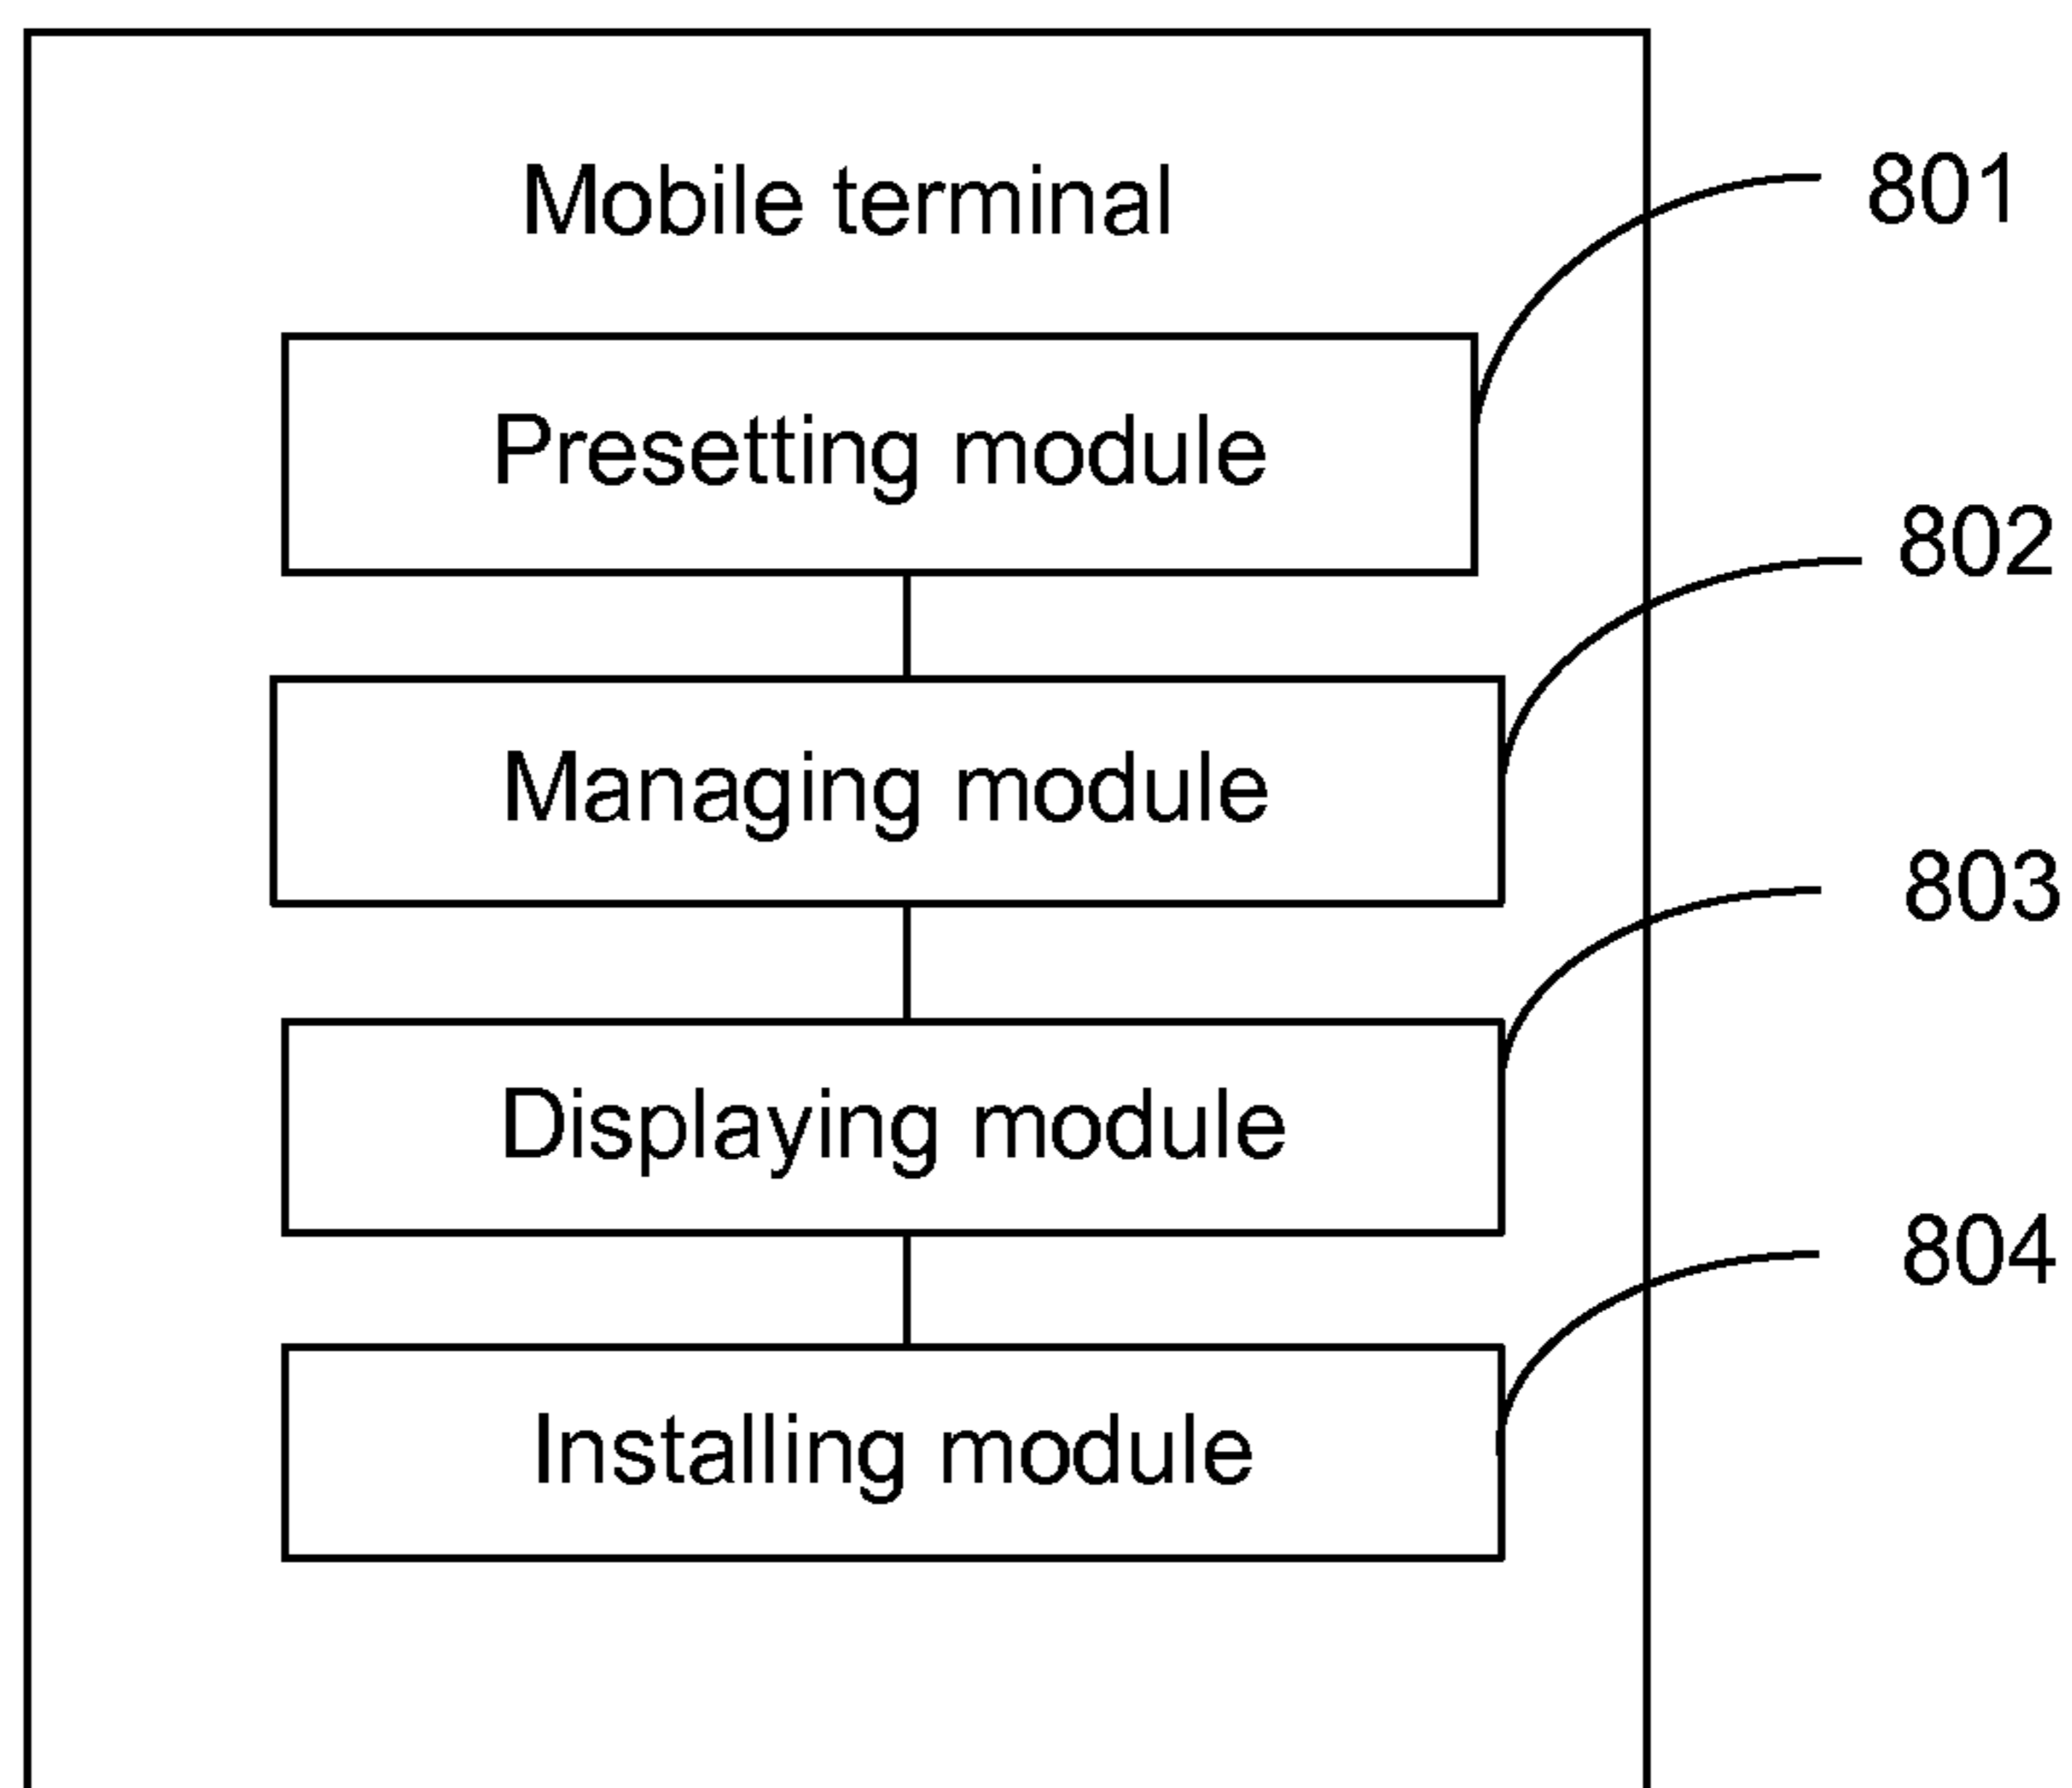 Mobile terminal
801
Presetting module
802
Managing module
803
Displaying module
804
Installing module